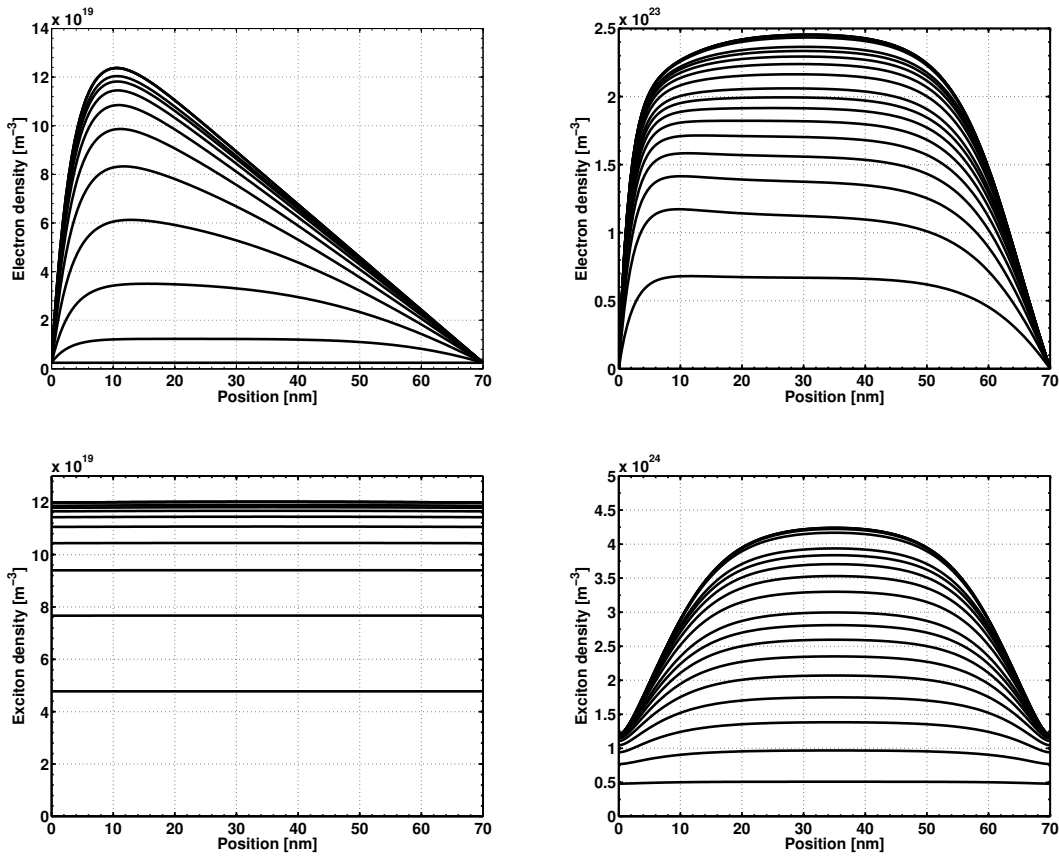 x 10^19
14
12
10
8
6
4
2
0
0 10 20 30 40 50 60 70
Position [nm]
Electron density [m^−3]
x 10^23
2.5
2
1.5
1
0.5
0
0 10 20 30 40 50 60 70
Position [nm]
Electron density [m^−3]
x 10^19
12
10
8
6
4
2
0
0 10 20 30 40 50 60 70
Position [nm]
Exciton density [m^−3]
x 10^24
5
4.5
4
3.5
3
2.5
2
1.5
1
0.5
0
0 10 20 30 40 50 60 70
Position [nm]
Exciton density [m^−3]